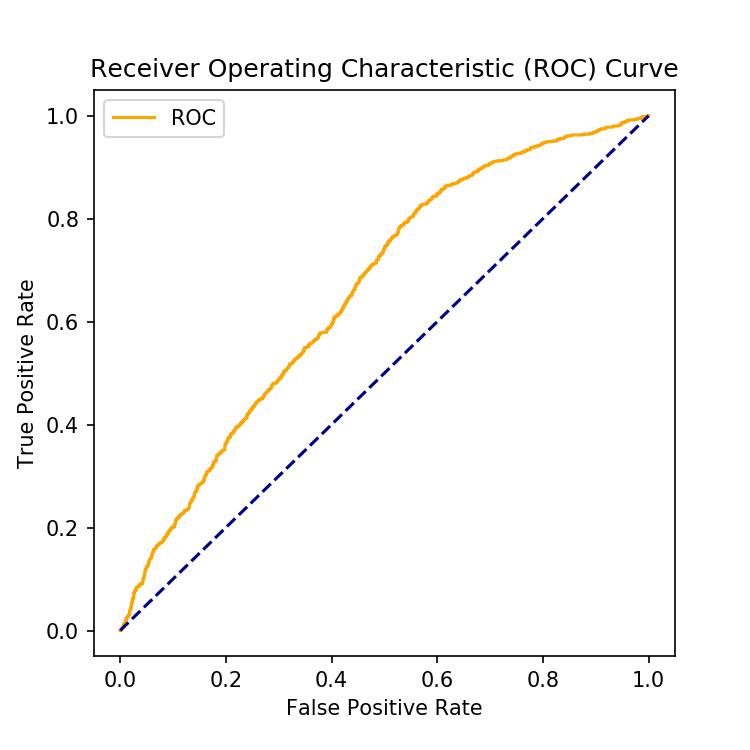 Receiver Operating Characteristic (ROC) Curve
ROC
1.0
0.8
0.6
0.4
0.2
0.0
True Positive Rate
0.0 0.2 0.4 0.6 0.8 1.0
False Positive Rate